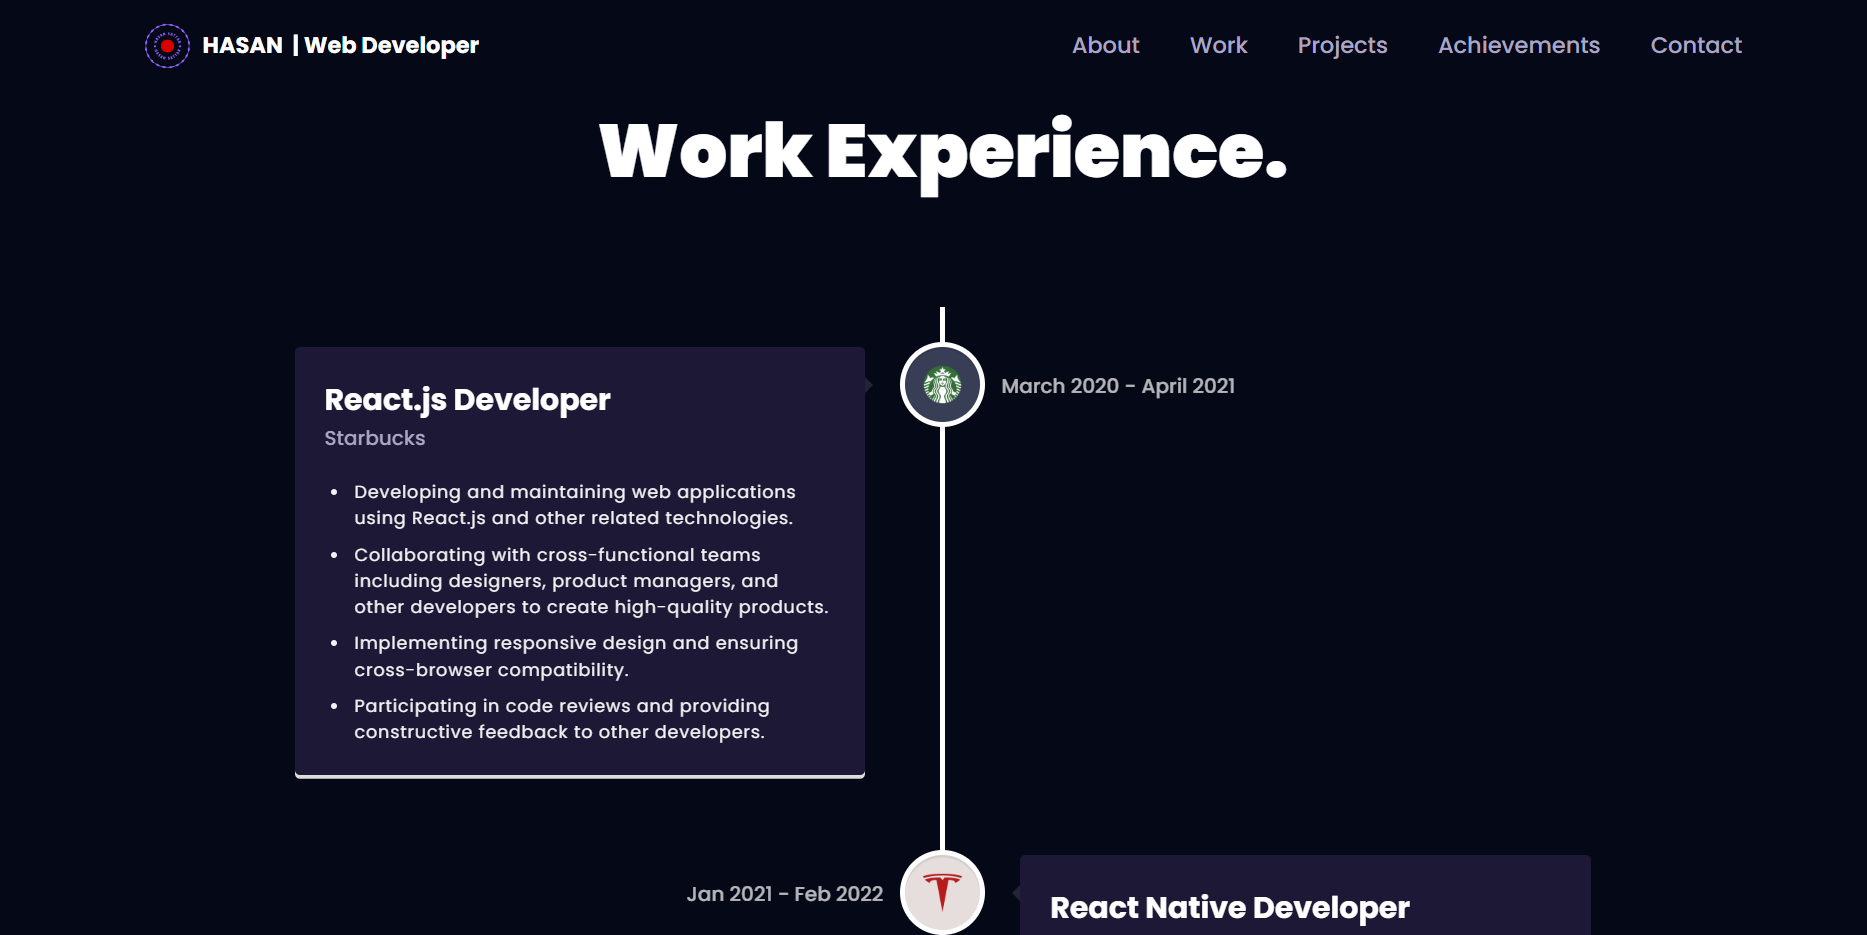 HASAN | Web Developer
About
Work
Projects
Achievements
Contact
Work Experience.
React.js Developer
Starbucks
• Developing and maintaining web applications
using React.js and other related technologies.
• Collaborating with cross-functional teams
including designers, product managers, and
other developers to create high-quality products.
• Implementing responsive design and ensuring
cross-browser compatibility.
• Participating in code reviews and providing
constructive feedback to other developers.
March 2020 - April 2021
Jan 2021 - Feb 2022
React Native Developer